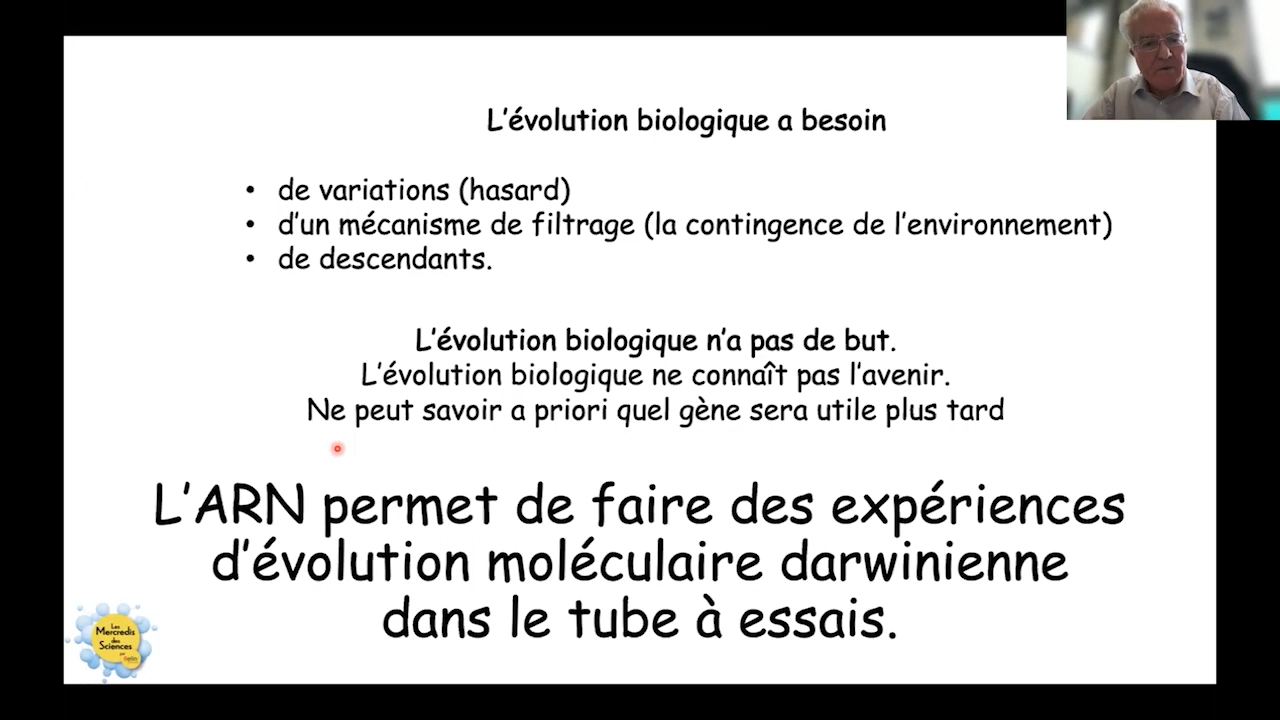 L'évolution biologique a besoin
• de variations (hasard)
• d'un mécanisme de filtrage (la contingence de l'environnement)
• de descendants.
L'évolution biologique n'a pas de but.
L'évolution biologique ne connaît pas l'avenir.
Ne peut savoir a priori quel gène sera utile plus tard
L'ARN permet de faire des expériences
d'évolution moléculaire darwinienne
dans le tube à essais.
Les
Mercredis
des
Sciences